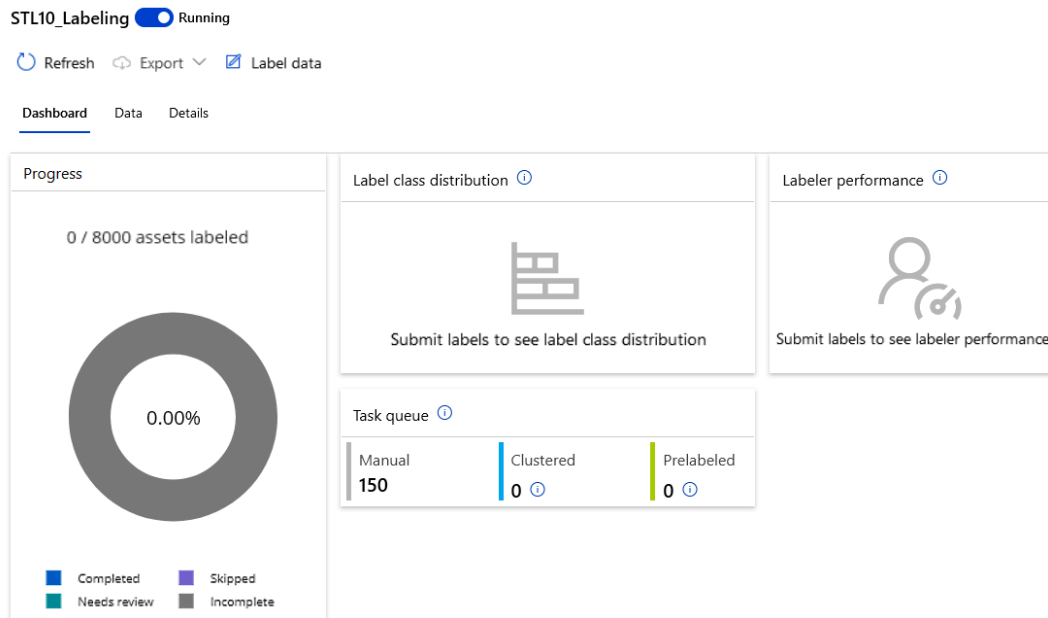 STL10_Labeling Running
Refresh Export Label data
Dashboard Data Details
Progress
0 / 8000 assets labeled
0.00%
Completed Skipped
Needs review Incomplete
Label class distribution
Submit labels to see label class distribution
Labeler performance
Submit labels to see labeler performance
Task queue
Manual Clustered Prelabeled
150 0 0